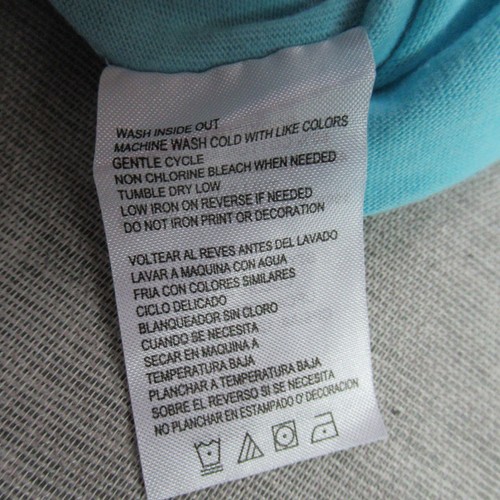 WASH INSIDE OUT
MACHINE WASH COLD WITH LIKE COLORS
GENTLE CYCLE
NON CHLORINE BLEACH WHEN NEEDED
TUMBLE DRY LOW
LOW IRON ON REVERSE IF NEEDED
DO NOT IRON PRINT OR DECORATION
VOLTEAR AL REVES ANTES DEL LAVADO
LAVAR A MAQUINA CON AGUA
FRIA CON COLORES SIMILARES
CICLO DELICADO
BLANQUEADOR SIN CLORO
CUANDO SE NECESITA
SECAR EN MAQUINA A
TEMPERATURA BAJA
PLANCHAR A TEMPERATURA BAJA
SOBRE EL REVERSO SI SE NECESITA
NO PLANCHAR EN ESTAMPADO O' DECORACION